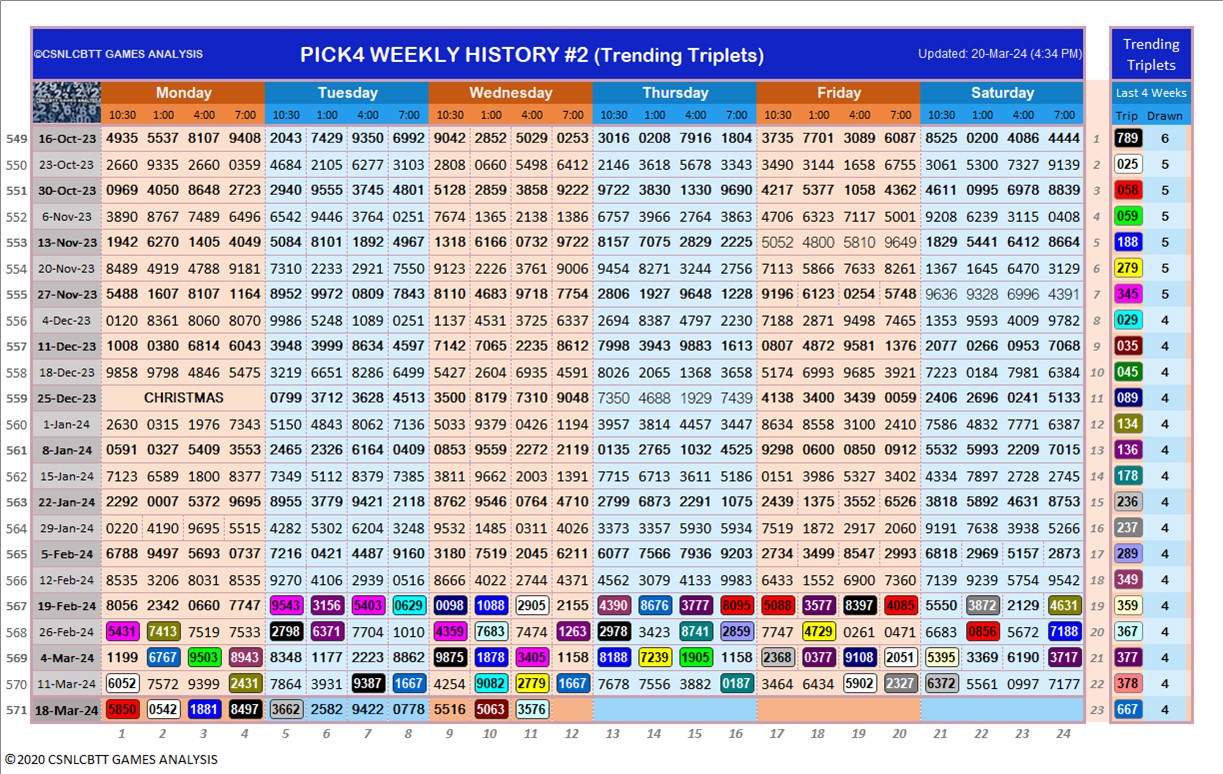 ©CSNLCBTT GAMES ANALYSIS PICK4 WEEKLY HISTORY #2 (Trending Triplets) Updated: 20-Mar-24 (4:34 PM) Trending
Triplets
Monday Tuesday Wednesday Thursday Friday Saturday Last 4 Weeks
10:30 1:00 4:00 7:00 10:30 1:00 4:00 7:00 10:30 1:00 4:00 7:00 10:30 1:00 4:00 7:00 10:30 1:00 4:00 7:00 10:30 1:00 4:00 7:00 Trip Drawn
549 16-Oct-23 4935 5537 8107 9408 2043 7429 9350 6992 9042 2852 5029 0253 3016 0208 7916 1804 3735 7701 3089 6087 8525 0200 4086 4444 1 789 6
550 23-Oct-23 2660 9335 2660 0359 4684 2105 6277 3103 0808 0660 5498 6412 2146 3618 5678 3343 3490 3144 1658 6755 3061 5300 7327 9139 2 025 5
551 30-Oct-23 0969 4050 8648 2723 2940 9555 3745 4801 5128 2859 3858 9222 9722 3830 1330 9690 4217 5377 1058 4362 4611 0995 6978 8839 3 058 5
552 6-Nov-23 3890 8767 7489 6496 6542 9446 3764 0251 7674 1365 2138 1386 6757 3966 2764 3863 4706 6323 7117 5001 9208 6239 3115 0408 4 059 5
553 13-Nov-23 1942 6270 1405 4049 5084 8101 1892 4967 1318 6166 0732 9722 8157 7075 2829 2225 5052 4800 5810 9649 1829 5441 6412 8664 5 188 5
554 20-Nov-23 8489 4919 4788 9181 7310 2233 2921 7550 9123 2226 3761 9006 9454 8271 3244 2756 7113 5866 7633 8261 1367 1645 6470 3129 6 279 5
555 27-Nov-23 5488 1607 8107 1164 8952 9972 0809 7843 8110 4683 9718 7754 2806 1927 9648 1228 9196 6123 0254 5748 9636 9328 6996 4391 7 345 5
556 4-Dec-23 0120 8361 8060 8070 9986 5248 1089 0251 1137 4531 3725 6337 2694 8387 4797 2230 7188 2871 9498 7465 1353 9593 4009 9782 8 029 4
557 11-Dec-23 1008 0380 6814 6043 3948 3999 8634 4597 7142 7065 2235 8612 7998 3943 9883 1613 0807 4872 9581 1376 2077 0266 0953 7068 9 035 4
558 18-Dec-23 9858 9798 4846 5475 3219 6651 8286 6499 5427 2604 6935 4591 8026 2065 1368 3658 5174 6993 9685 3921 7223 0184 7981 6384 10 045 4
559 25-Dec-23 CHRISTMAS 0799 3712 3628 4513 3500 8179 7310 9048 7350 4688 1929 7439 4138 3400 3439 0059 2406 2696 0241 5133 11 089 4
560 1-Jan-24 2630 0315 1976 7343 5150 4843 8062 7136 5033 9379 0426 1194 3957 3814 4457 3447 8634 8558 3100 2410 7586 4832 7771 6387 12 134 4
561 8-Jan-24 0591 0327 5409 3553 2465 2326 6164 0409 0853 9559 2272 2119 0135 2765 1032 4525 9298 0600 0850 0912 5532 5993 2209 7015 13 136 4
562 15-Jan-24 7123 6589 1800 8377 7349 5112 8379 7385 9811 9662 2003 1391 7715 6713 3611 5186 0151 3986 5327 3402 4334 7897 2728 2745 14 178 4
563 22-Jan-24 2292 0007 5372 9695 8955 3779 9421 2118 8762 9546 0764 4710 2799 6873 2291 1075 2439 1375 3552 6526 3818 5892 4631 8753 15 236 4
564 29-Jan-24 0220 4190 9695 5515 4282 5302 6204 3248 9532 1485 0311 4026 3373 3357 5930 5934 7519 1872 2917 2060 9191 7638 3938 5266 16 237 4
565 5-Feb-24 6788 9497 5693 0737 7216 0421 4487 9160 3180 7519 2045 6211 6077 7566 7936 9203 2734 3499 8547 2993 6818 2969 5157 2873 17 289 4
566 12-Feb-24 8535 3206 8031 8535 9270 4106 2939 0516 8666 4022 2744 4371 4562 3079 4133 9983 6433 1552 6900 7360 7139 9239 5754 9542 18 349 4
567 19-Feb-24 8056 2342 0660 7747 9543 3156 5403 0629 0098 1088 2905 2155 4390 8676 3777 8095 5088 3577 8397 4085 5550 3872 2129 4631 19 359 4
568 26-Feb-24 5431 7413 7519 7533 2798 6371 7704 1010 4359 7683 7474 1263 2978 3423 8741 2859 7747 4729 0261 0471 6683 0856 5672 7188 20 367 4
569 4-Mar-24 1199 6767 9503 8943 8348 1177 2223 8862 9875 1878 3405 1158 8188 7239 1905 1158 2368 0377 9108 2051 5395 3369 6190 3717 21 377 4
570 11-Mar-24 6052 7572 9399 2431 7864 3931 9387 1667 4254 9082 2779 1667 7678 7556 3882 0187 3464 6434 5902 2327 6372 5561 0997 7177 22 378 4
571 18-Mar-24 5850 0542 1881 8497 3662 2582 9422 0778 5516 5063 3576 23 667 4
1 2 3 4 5 6 7 8 9 10 11 12 13 14 15 16 17 18 19 20 21 22 23 24
©2020 CSNLCBTT GAMES ANALYSIS